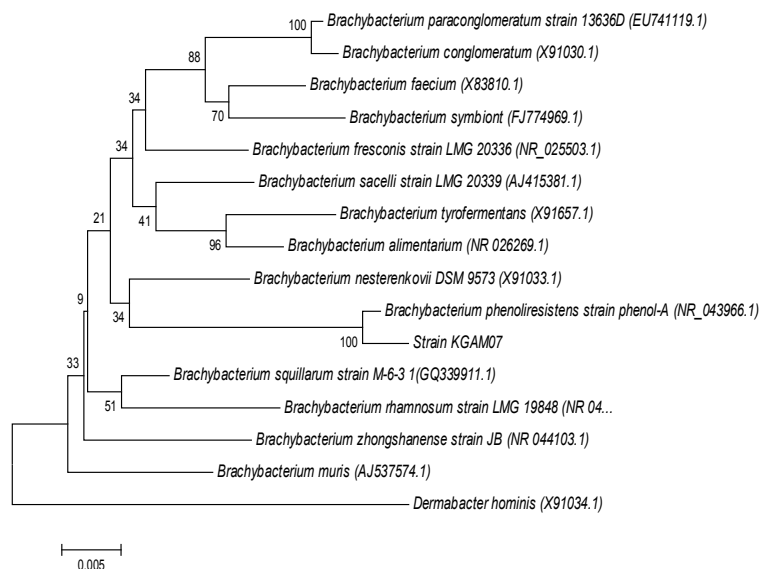 Brachybacterium paraconglomeratum strain 13636D (EU741119.1)
100
Brachybacterium conglomeratum (X91030.1)
88
Brachybacterium faecium (X83810.1)
70
Brachybacterium symbiont (FJ774969.1)
34
Brachybacterium fresconis strain LMG 20336 (NR_025503.1)
34
Brachybacterium sacelli strain LMG 20339 (AJ415381.1)
41
Brachybacterium tyrofermentans (X91657.1)
21
96
Brachybacterium alimentarium (NR 026269.1)
Brachybacterium nesterenkovii DSM 9573 (X91033.1)
9
34
Brachybacterium phenoliresistens strain phenol-A (NR_043966.1)
100
Strain KGAM07
33
Brachybacterium squillarum strain M-6-3 1(GQ339911.1)
51
Brachybacterium rhamnosum strain LMG 19848 (NR 04...
Brachybacterium zhongshanense strain JB (NR 044103.1)
Brachybacterium muris (AJ537574.1)
Dermabacter hominis (X91034.1)
0.005